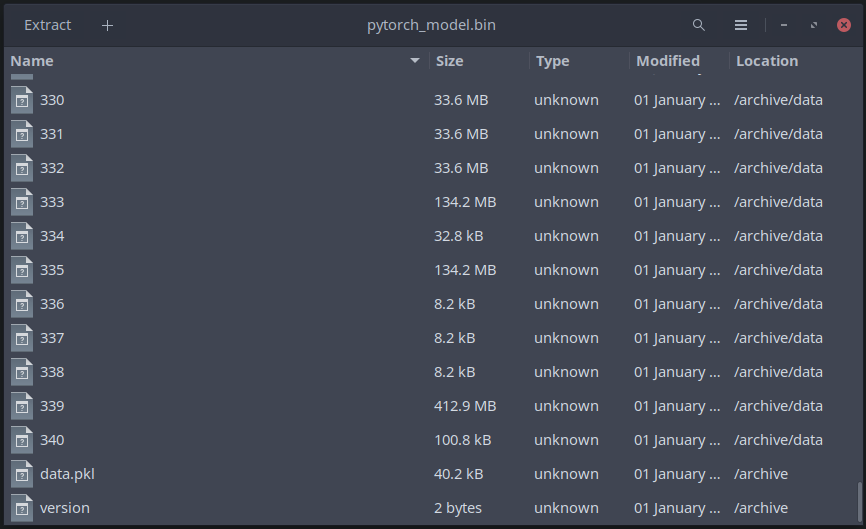 Extract + pytorch_model.bin
Name Size Type Modified Location
330 33.6 MB unknown 01 January ... /archive/data
331 33.6 MB unknown 01 January ... /archive/data
332 33.6 MB unknown 01 January ... /archive/data
333 134.2 MB unknown 01 January ... /archive/data
334 32.8 kB unknown 01 January ... /archive/data
335 134.2 MB unknown 01 January ... /archive/data
336 8.2 kB unknown 01 January ... /archive/data
337 8.2 kB unknown 01 January ... /archive/data
338 8.2 kB unknown 01 January ... /archive/data
339 412.9 MB unknown 01 January ... /archive/data
340 100.8 kB unknown 01 January ... /archive/data
data.pkl 40.2 kB unknown 01 January ... /archive
version 2 bytes unknown 01 January ... /archive